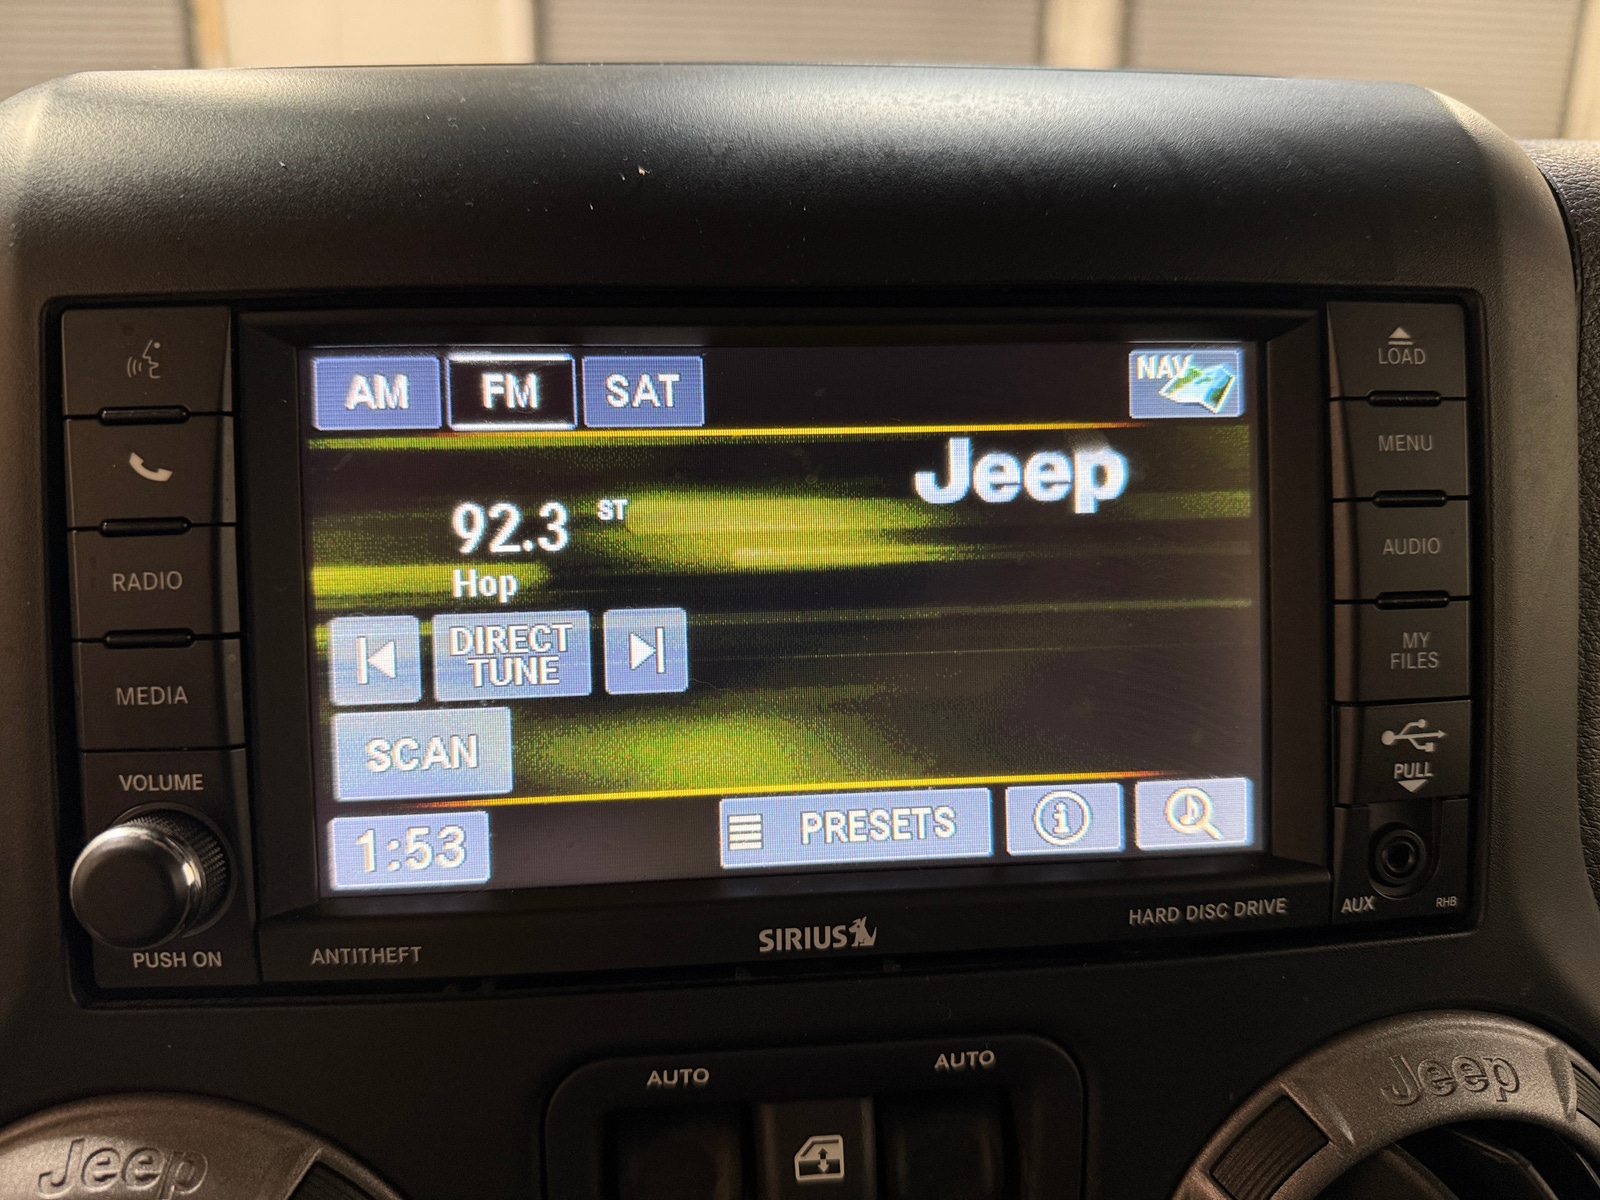 AM FM SAT NAV
Jeep
92.3 ST
Hop
DIRECT
TUNE
SCAN
1:53 PRESETS
RADIO
MEDIA
VOLUME
PUSH ON
LOAD
MENU
AUDIO
MY
FILES
PULL
AUX RHB
ANTITHEFT SIRIUS HARD DISC DRIVE
AUTO AUTO
Jeep
Jeep